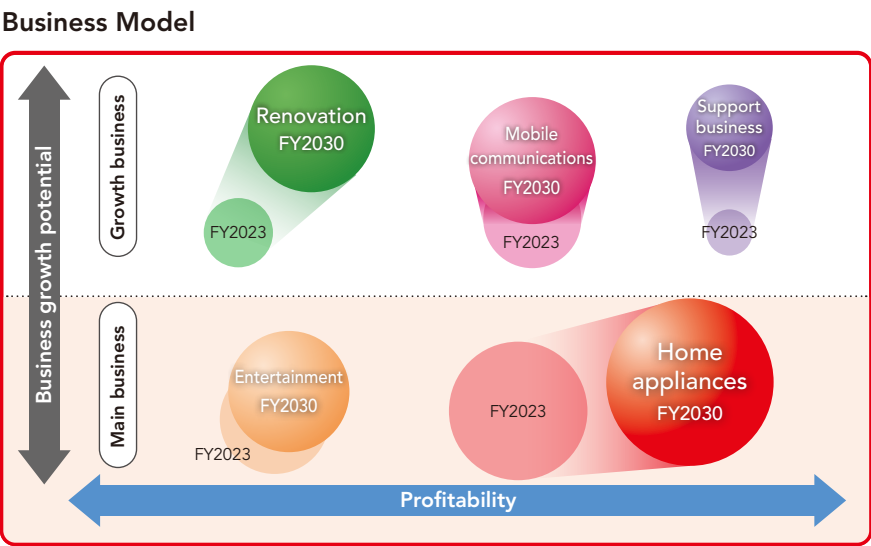 Business Model
Business growth potential
Growth business
Renovation
FY2030
FY2023
Mobile
communications
FY2030
FY2023
Support
business
FY2030
FY2023
Main business
Entertainment
FY2030
FY2023
FY2023
Home
appliances
FY2030
Profitability